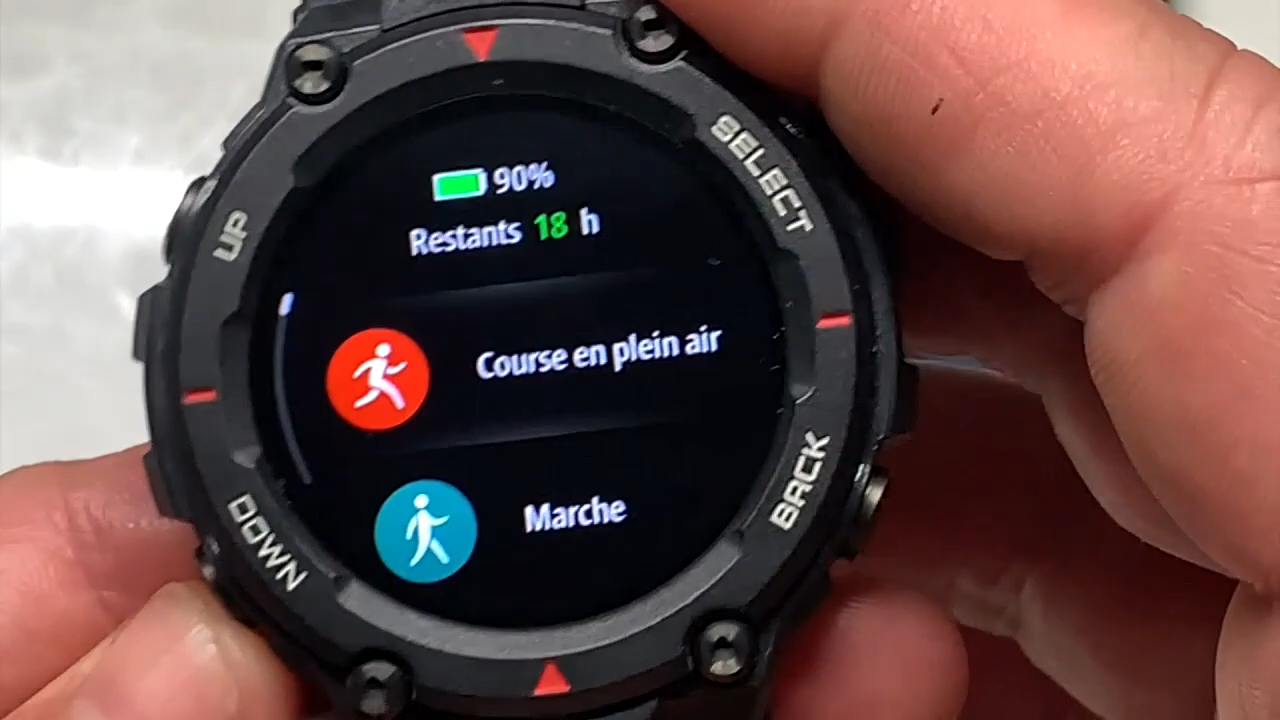 90%
Restants 18 h
Course en plein air
Marche
UP
SELECT
DOWN
BACK